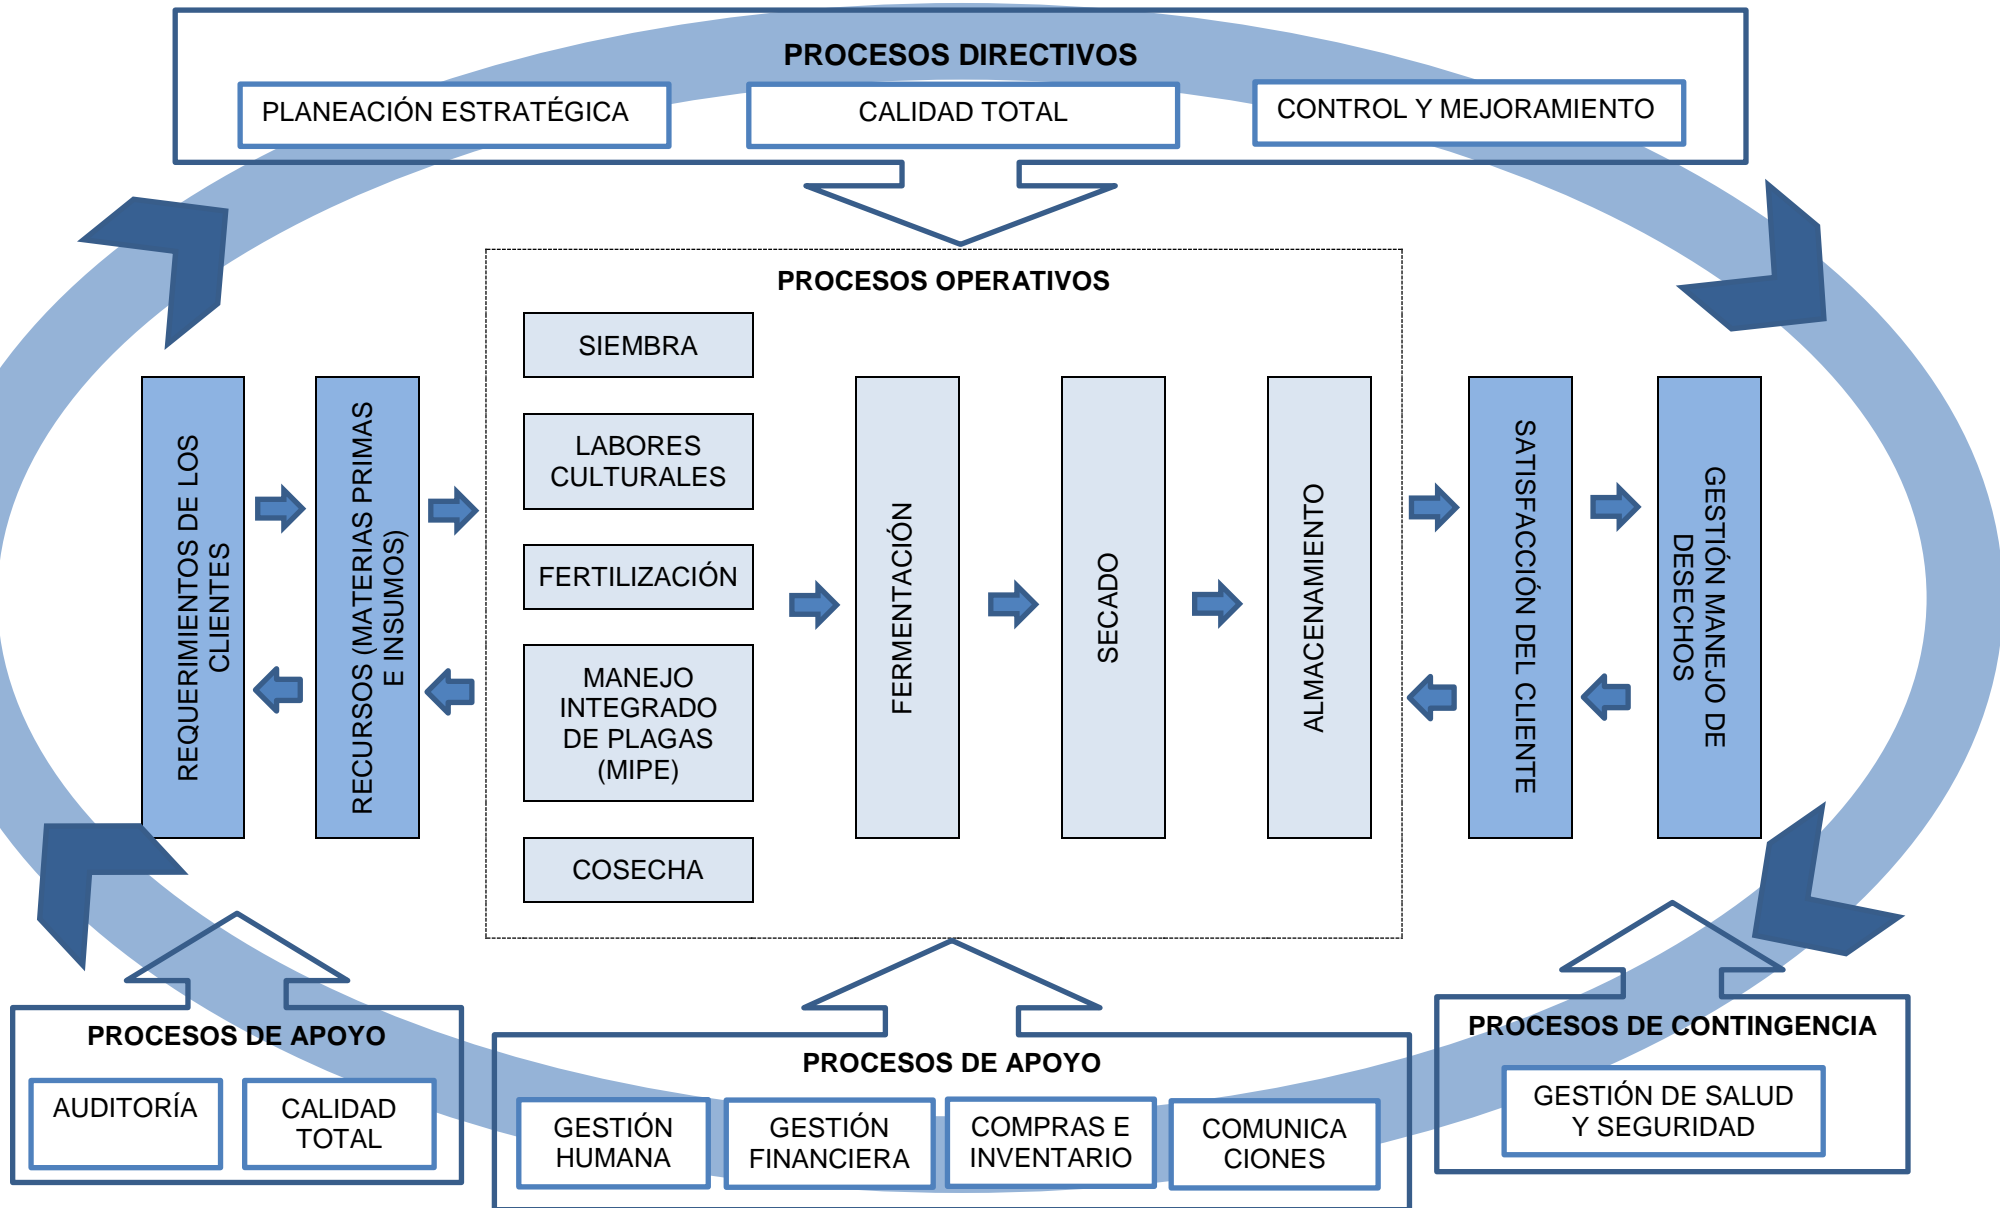 PROCESOS DIRECTIVOS
PLANEACIÓN ESTRATÉGICA
CALIDAD TOTAL
CONTROL Y MEJORAMIENTO
PROCESOS OPERATIVOS
REQUERIMIENTOS DE LOS
CLIENTES
RECURSOS (MATERIAS PRIMAS
E INSUMOS)
SIEMBRA
LABORES
CULTURALES
FERTILIZACIÓN
MANEJO
INTEGRADO
DE PLAGAS
(MIPE)
COSECHA
FERMENTACIÓN
SECADO
ALMACENAMIENTO
SATISFACCIÓN DEL CLIENTE
GESTIÓN MANEJO DE
DESECHOS
PROCESOS DE APOYO
AUDITORÍA
CALIDAD
TOTAL
PROCESOS DE APOYO
GESTIÓN
HUMANA
GESTIÓN
FINANCIERA
COMPRAS E
INVENTARIO
COMUNICA
CIONES
PROCESOS DE CONTINGENCIA
GESTIÓN DE SALUD
Y SEGURIDAD